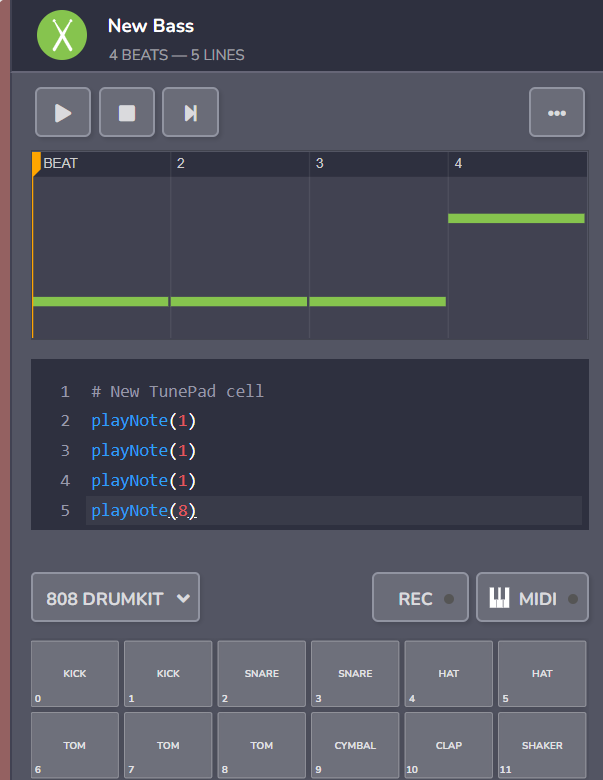 New Bass
4 BEATS — 5 LINES
BEAT 2 3 4
1 # New TunePad cell
2 playNote(1)
3 playNote(1)
4 playNote(1)
5 playNote(8)
808 DRUMKIT REC MIDI
KICK KICK SNARE SNARE HAT HAT
0 1 2 3 4 5
TOM TOM TOM CYMBAL CLAP SHAKER
6 7 8 9 10 11